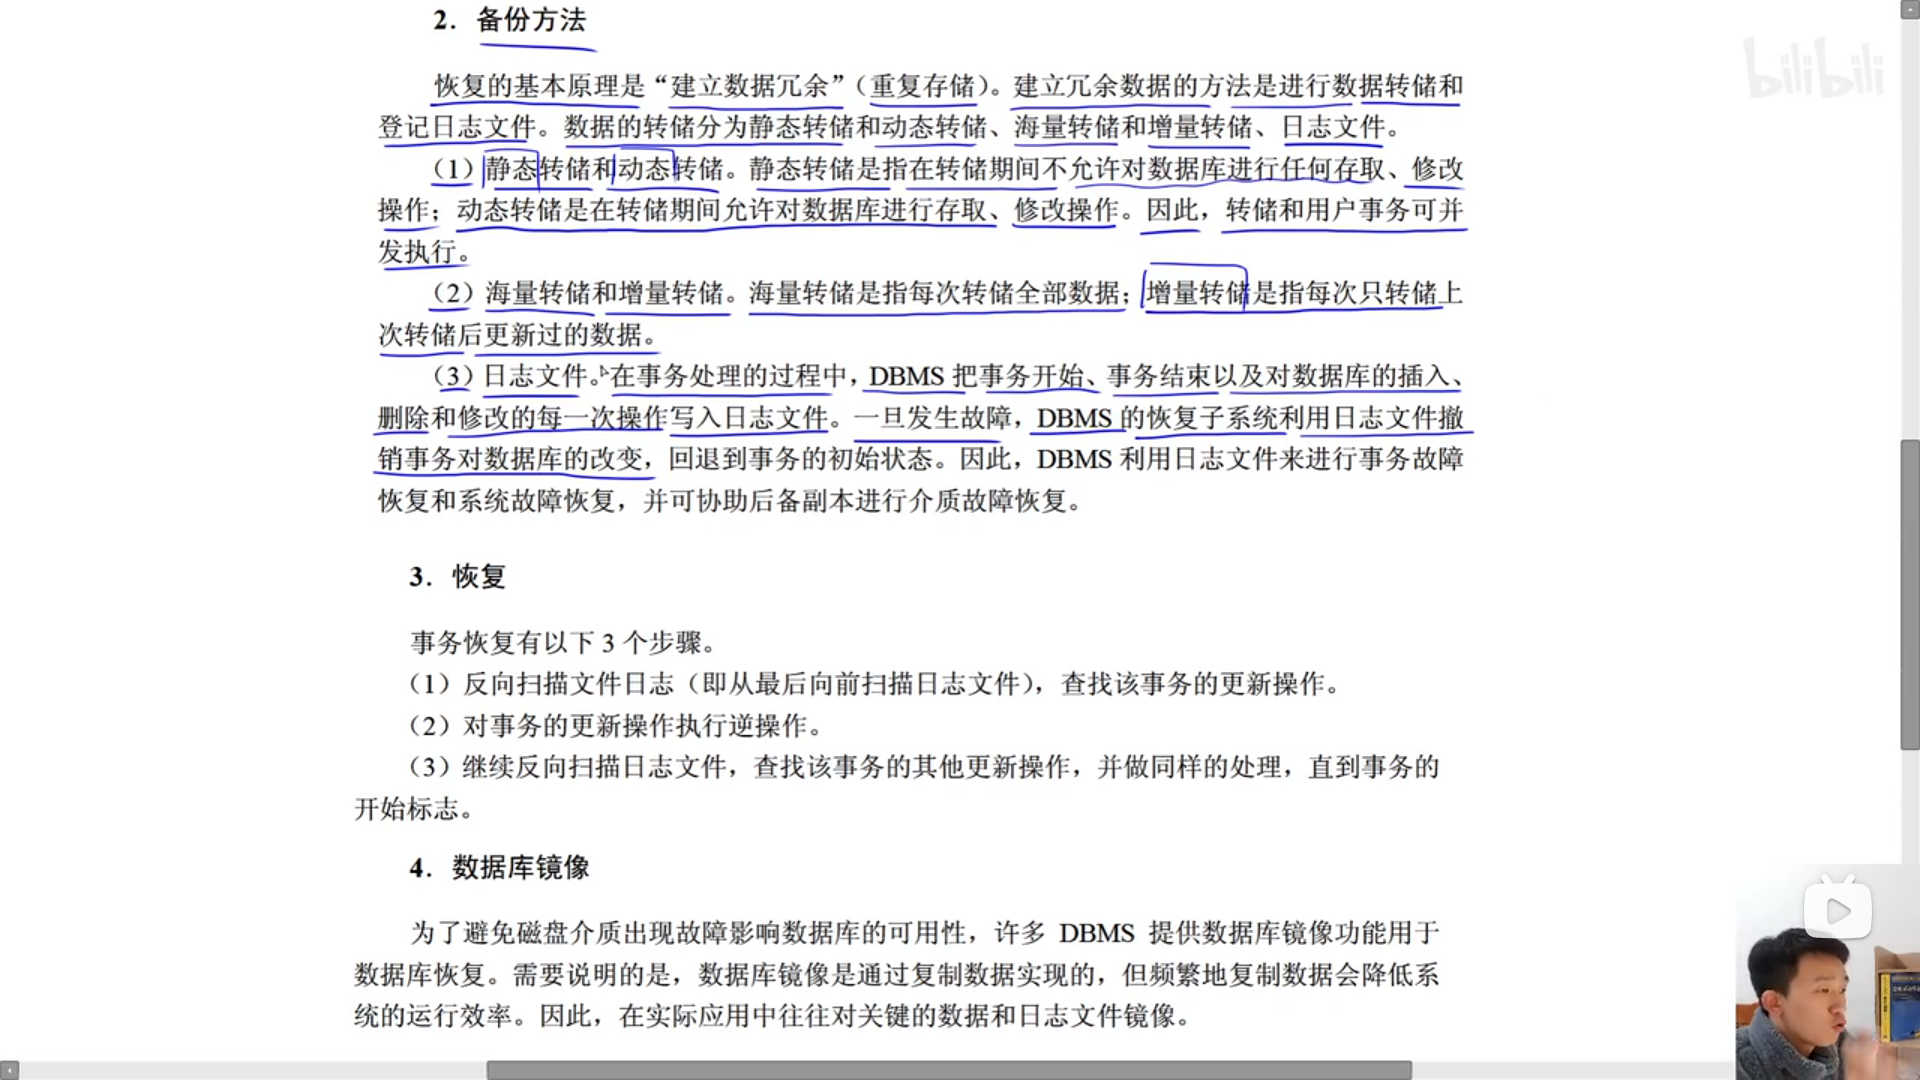 2．备份方法
恢复的基本原理是“建立数据冗余”（重复存储）。建立冗余数据的方法是进行数据转储和
登记日志文件。数据的转储分为静态转储和动态转储、海量转储和增量转储、日志文件。
（1）静态转储和动态转储。静态转储是指在转储期间不允许对数据库进行任何存取、修改
操作；动态转储是在转储期间允许对数据库进行存取、修改操作。因此，转储和用户事务可并
发执行。
（2）海量转储和增量转储。海量转储是指每次转储全部数据；增量转储是指每次只转储上
次转储后更新过的数据。
（3）日志文件。在事务处理的过程中，DBMS 把事务开始、事务结束以及对数据库的插入、
删除和修改的每一次操作写入日志文件。一旦发生故障，DBMS 的恢复子系统利用日志文件撤
销事务对数据库的改变，回退到事务的初始状态。因此，DBMS 利用日志文件来进行事务故障
恢复和系统故障恢复，并可协助后备副本进行介质故障恢复。
3．恢复
事务恢复有以下 3 个步骤。
（1）反向扫描文件日志（即从最后向前扫描日志文件），查找该事务的更新操作。
（2）对事务的更新操作执行逆操作。
（3）继续反向扫描日志文件，查找该事务的其他更新操作，并做同样的处理，直到事务的
开始标志。
4．数据库镜像
为了避免磁盘介质出现故障影响数据库的可用性，许多 DBMS 提供数据库镜像功能用于
数据库恢复。需要说明的是，数据库镜像是通过复制数据实现的，但频繁地复制数据会降低系
统的运行效率。因此，在实际应用中往往对关键的数据和日志文件镜像。
bilibili